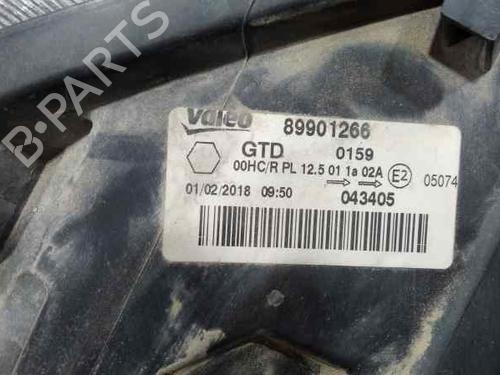 Valeo 89901266
GTD 0159
00HC/R PL 12.5 01 1a 02A E2 05074
01/02/2018 09:50 043405
B-PARTS